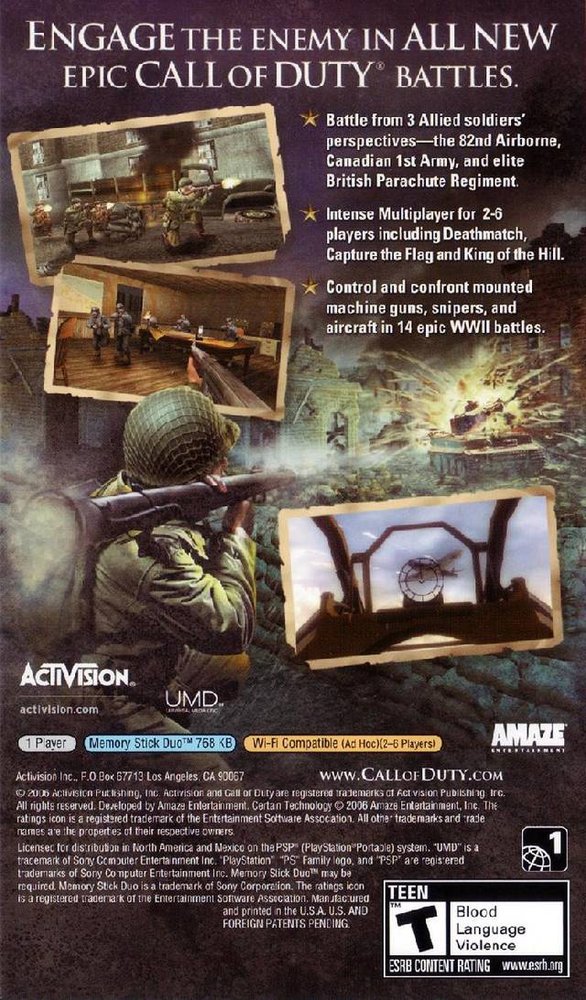 ENGAGE THE ENEMY IN ALL NEW
EPIC CALL OF DUTY® BATTLES.
Battle from 3 Allied soldiers'
perspectives—the 82nd Airborne,
Canadian 1st Army, and elite
British Parachute Regiment.
Intense Multiplayer for 2-6
players including Deathmatch,
Capture the Flag and King of the Hill.
Control and confront mounted
machine guns, snipers, and
aircraft in 14 epic WWII battles.
ACTIVISION®
activision.com
UMD™
AMAZE
ENTERTAINMENT
1 Player
Memory Stick Duo™ 768 KB
Wi-Fi Compatible (Ad Hoc)(2-6 Players)
Activision Inc., P.O Box 67713 Los Angeles, CA 90067
WWW.CALLOFDUTY.COM
© 2006 Activision Publishing, Inc. Activision and Call of Duty are registered trademarks of Activision Publishing, Inc.
All rights reserved. Developed by Amaze Entertainment. Certain Technology © 2006 Amaze Entertainment, Inc. The
ratings icon is a registered trademark of the Entertainment Software Association. All other trademarks and trade
names are the properties of their respective owners.
Licensed for distribution in North America and Mexico on the PSP® (PlayStation®Portable) system. "UMD" is a
trademark of Sony Computer Entertainment Inc. "PlayStation" "PS" Family logo, and "PSP" are registered
trademarks of Sony Computer Entertainment Inc. Memory Stick Duo™ may be
required. Memory Stick Duo is a trademark of Sony Corporation. The ratings icon
is a registered trademark of the Entertainment Software Association. Manufactured
and printed in the U.S.A. U.S. AND
FOREIGN PATENTS PENDING.
1
TEEN
T
Blood
Language
Violence
ESRB CONTENT RATING www.esrb.org